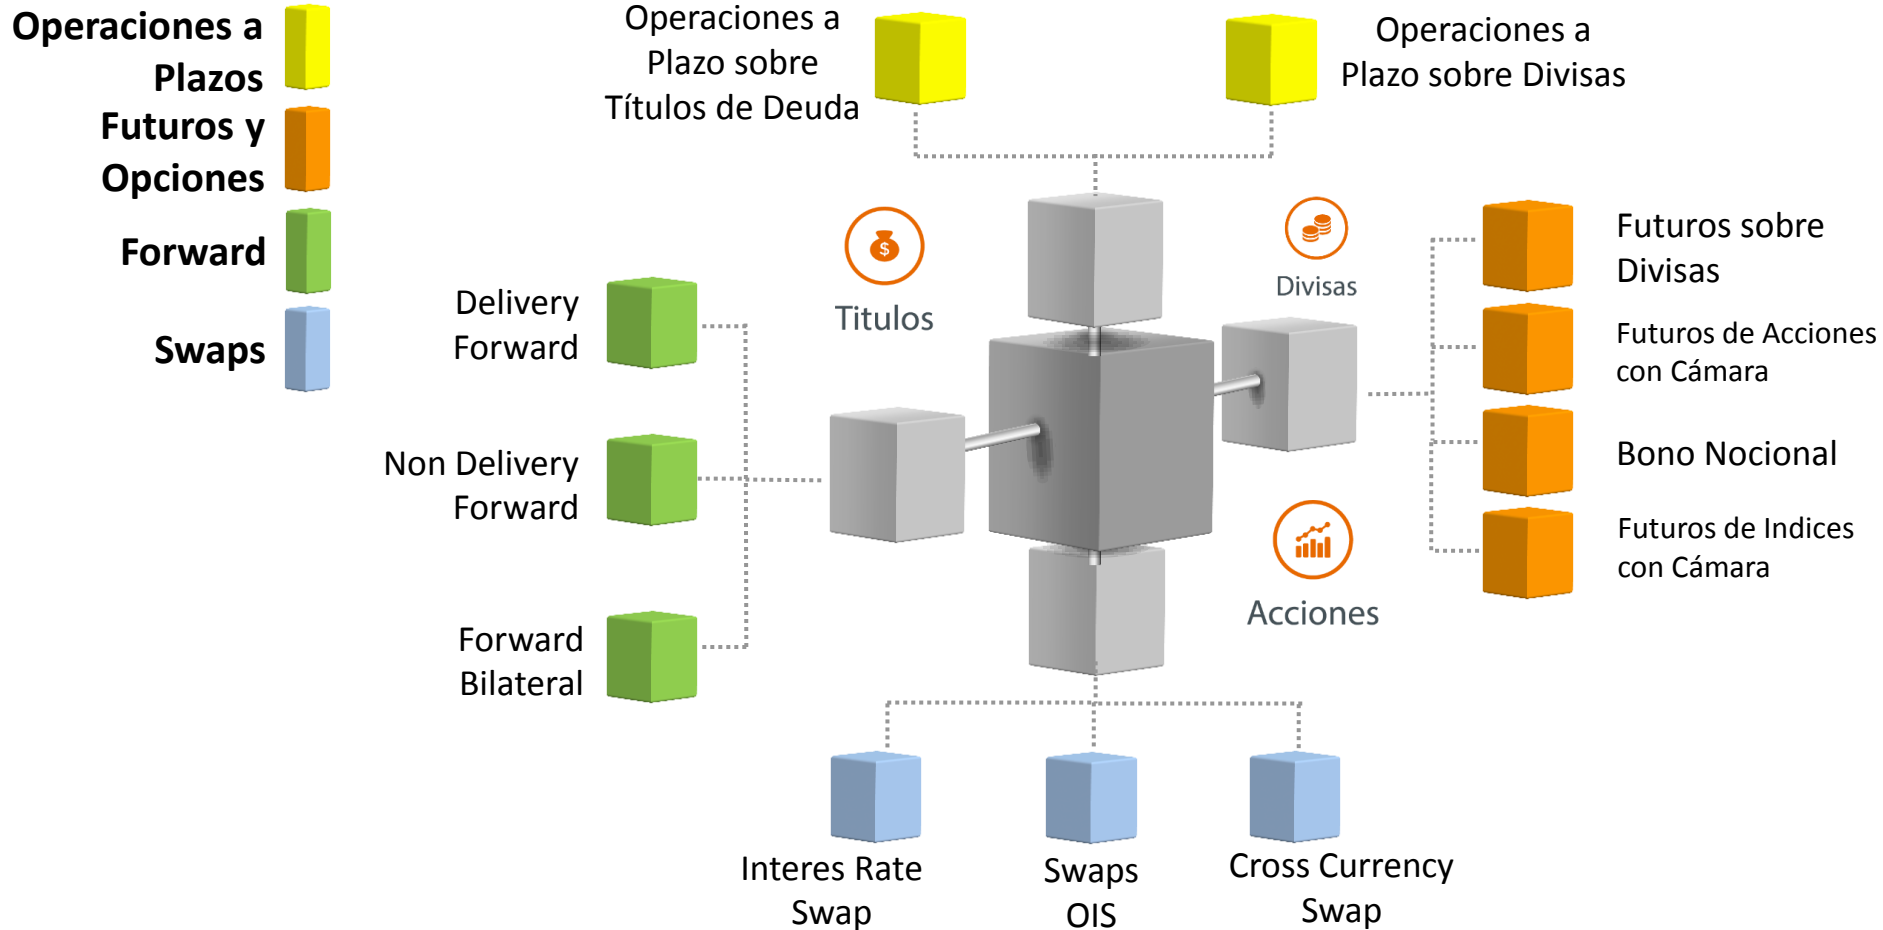 Operaciones a
Plazos
Futuros y
Opciones
Forward
Swaps
Operaciones a
Plazo sobre
Títulos de Deuda
Operaciones a
Plazo sobre Divisas
$
Titulos
Divisas
Acciones
Delivery
Forward
Non Delivery
Forward
Forward
Bilateral
Futuros sobre
Divisas
Futuros de Acciones
con Cámara
Bono Nocional
Futuros de Indices
con Cámara
Interes Rate
Swap
Swaps
OIS
Cross Currency
Swap